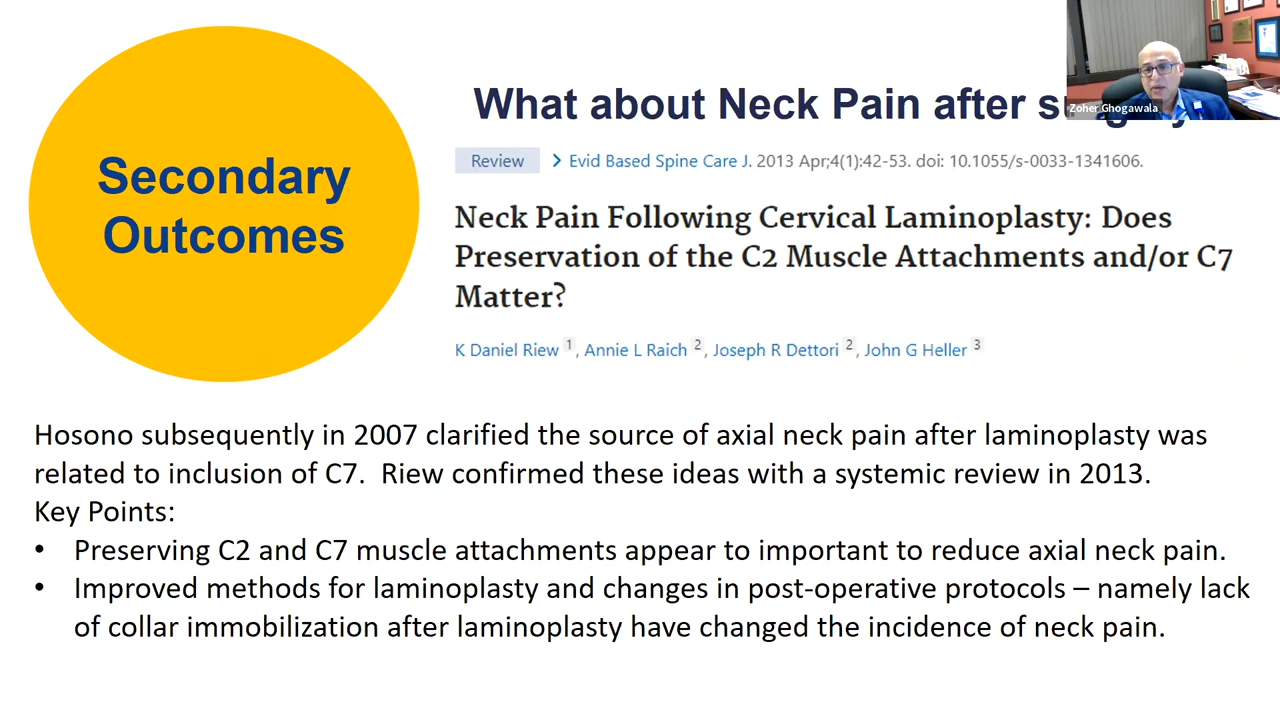 Secondary
Outcomes
What about Neck Pain after
Zoher Ghogawala
Review
Evid Based Spine Care J. 2013 Apr;4(1):42-53. doi: 10.1055/s-0033-1341606.
Neck Pain Following Cervical Laminoplasty: Does
Preservation of the C2 Muscle Attachments and/or C7
Matter?
K Daniel Riew 1, Annie L Raich 2, Joseph R Dettori 2, John G Heller 3
Hosono subsequently in 2007 clarified the source of axial neck pain after laminoplasty was
related to inclusion of C7. Riew confirmed these ideas with a systemic review in 2013.
Key Points:
• Preserving C2 and C7 muscle attachments appear to important to reduce axial neck pain.
• Improved methods for laminoplasty and changes in post-operative protocols – namely lack
of collar immobilization after laminoplasty have changed the incidence of neck pain.